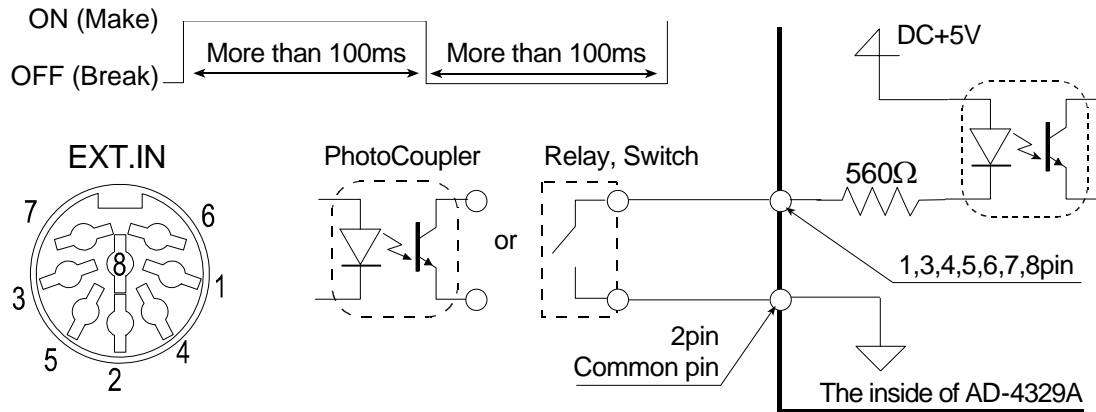 ON (Make)
More than 100ms
More than 100ms
OFF (Break)
DC+5V
EXT.IN
PhotoCoupler
Relay, Switch
560Ω
7
6
or
8
1,3,4,5,6,7,8pin
3
1
2pin
5
4
Common pin
2
The inside of AD-4329A